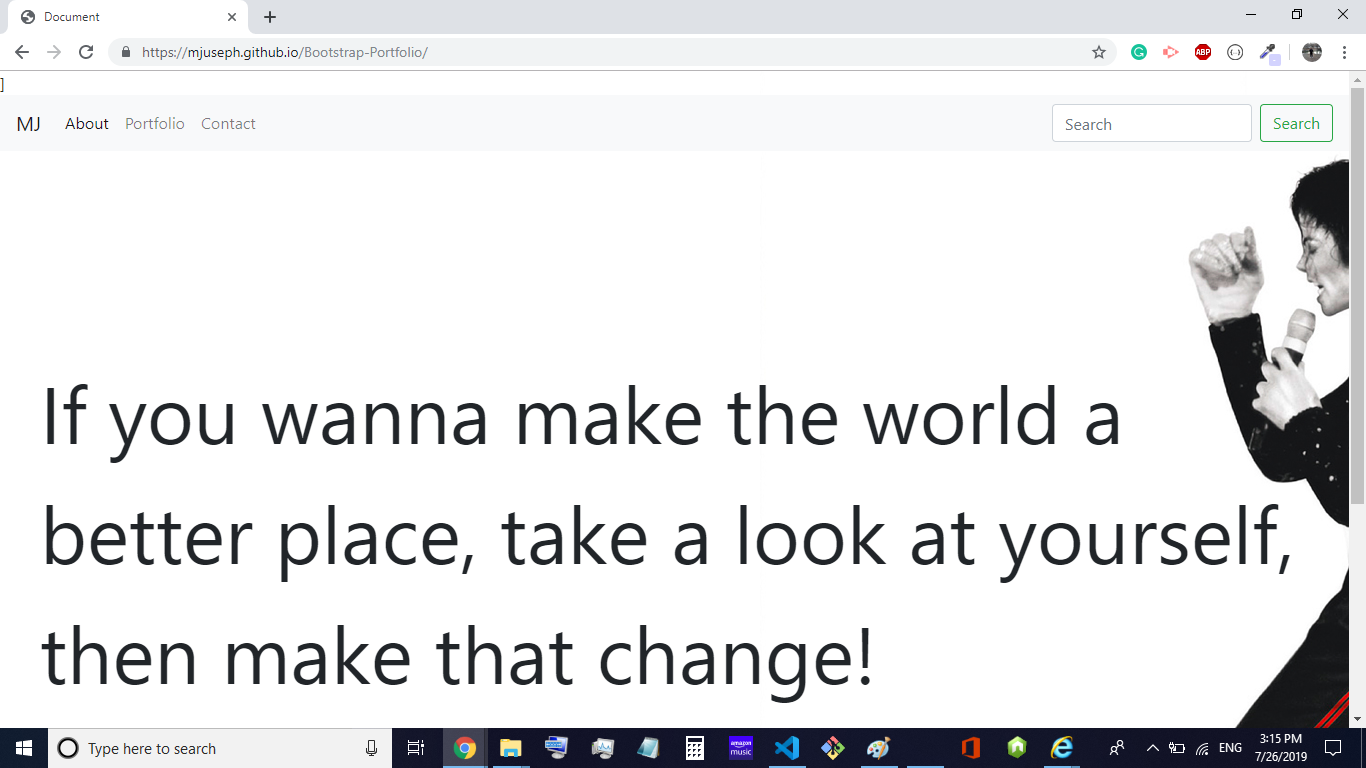 Document
https://mjuseph.github.io/Bootstrap-Portfolio/
ABP
]
MJ About Portfolio Contact Search Search
If you wanna make the world a
better place, take a look at yourself,
then make that change!
Type here to search
amazon
music
ENG
3:15 PM
7/26/2019